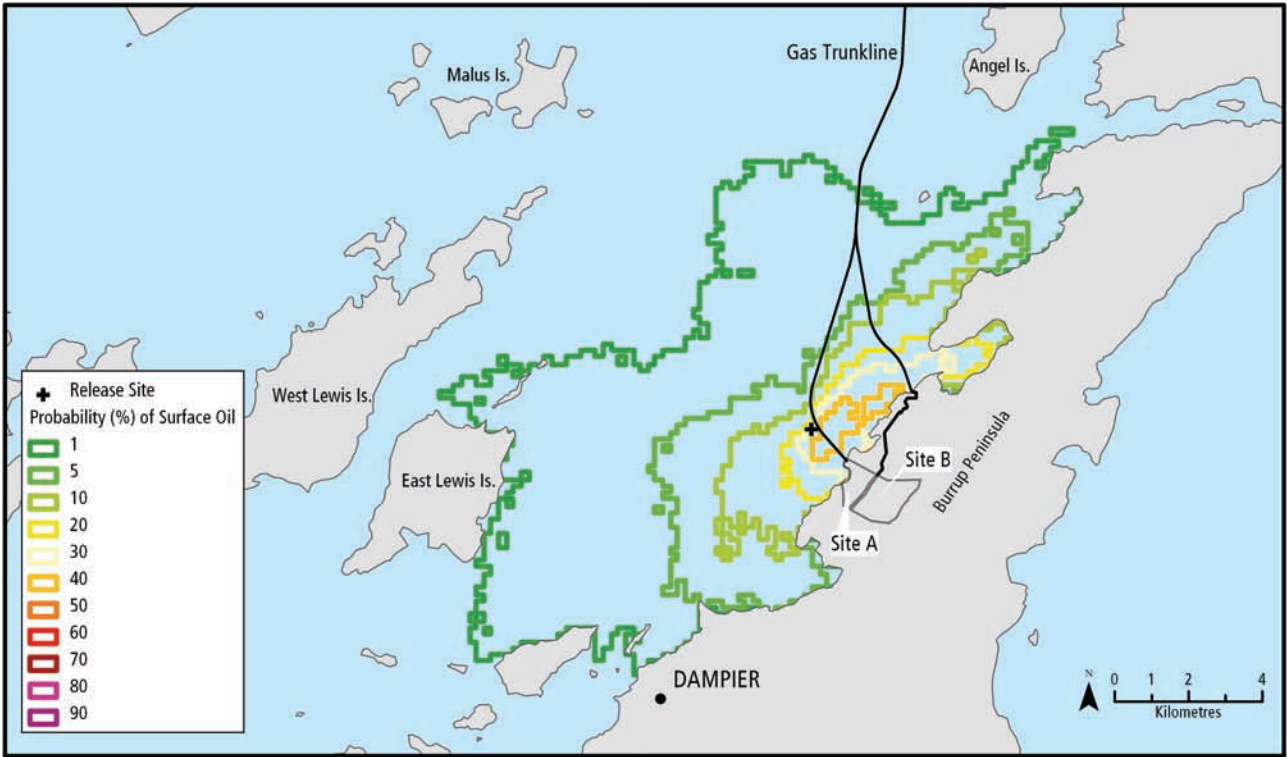 Gas Trunkline
Malus Is.
Angel Is.
West Lewis Is.
East Lewis Is.
Burrup Peninsula
Site B
Site A
DAMPIER
Release Site
Probability (%) of Surface Oil
1
5
10
20
30
40
50
60
70
80
90
N
0 1 2 4
Kilometres